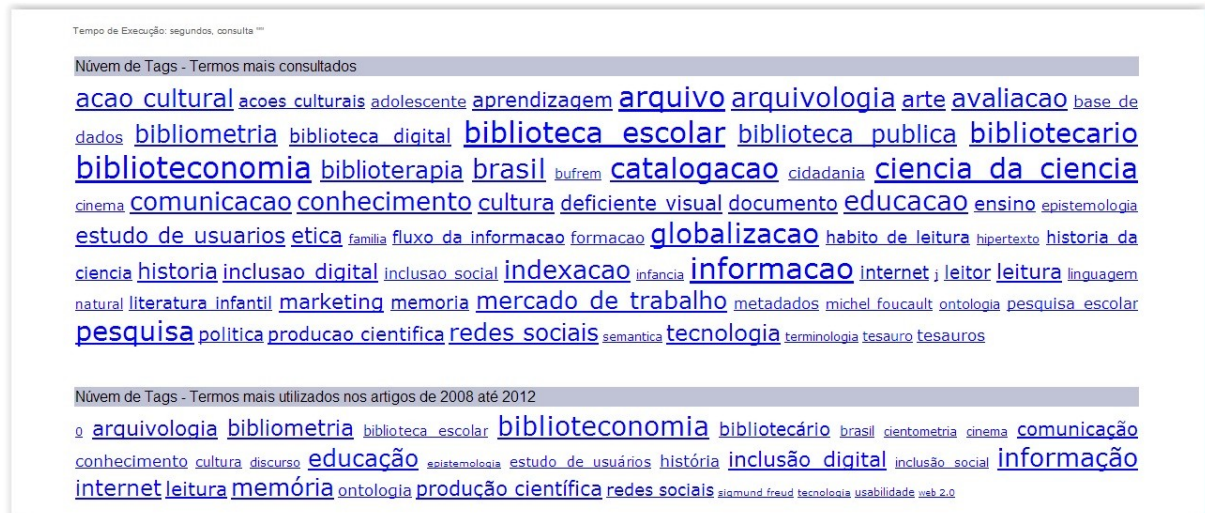 Tempo de Execução: segundos, consulta ""
Núvem de Tags - Termos mais consultados
acao cultural acoes culturais adolescente aprendizagem arquivo arquivologia arte avaliacao base de
dados bibliometria biblioteca digital biblioteca escolar biblioteca publica bibliotecario
biblioteconomia biblioterapia brasil bufrem catalogacao cidadania ciencia da ciencia
cinema comunicacao conhecimento cultura deficiente visual documento educacao ensino epistemologia
estudo de usuarios etica familia fluxo da informacao formacao globalizacao habito de leitura hipertexto historia da
ciencia historia inclusao digital inclusao social indexacao infancia informacao internet j leitor leitura linguagem
natural literatura infantil marketing memoria mercado de trabalho metadados michel foucault ontologia pesquisa escolar
pesquisa politica producao cientifica redes sociais semantica tecnologia terminologia tesauro tesauros
Núvem de Tags - Termos mais utilizados nos artigos de 2008 até 2012
0 arquivologia bibliometria biblioteca escolar biblioteconomia bibliotecário brasil cientometria cinema comunicação
conhecimento cultura discurso educação epistemologia estudo de usuários história inclusão digital inclusão social informação
internet leitura memória ontologia produção científica redes sociais sigmund freud tecnologia usabilidade web 2.0